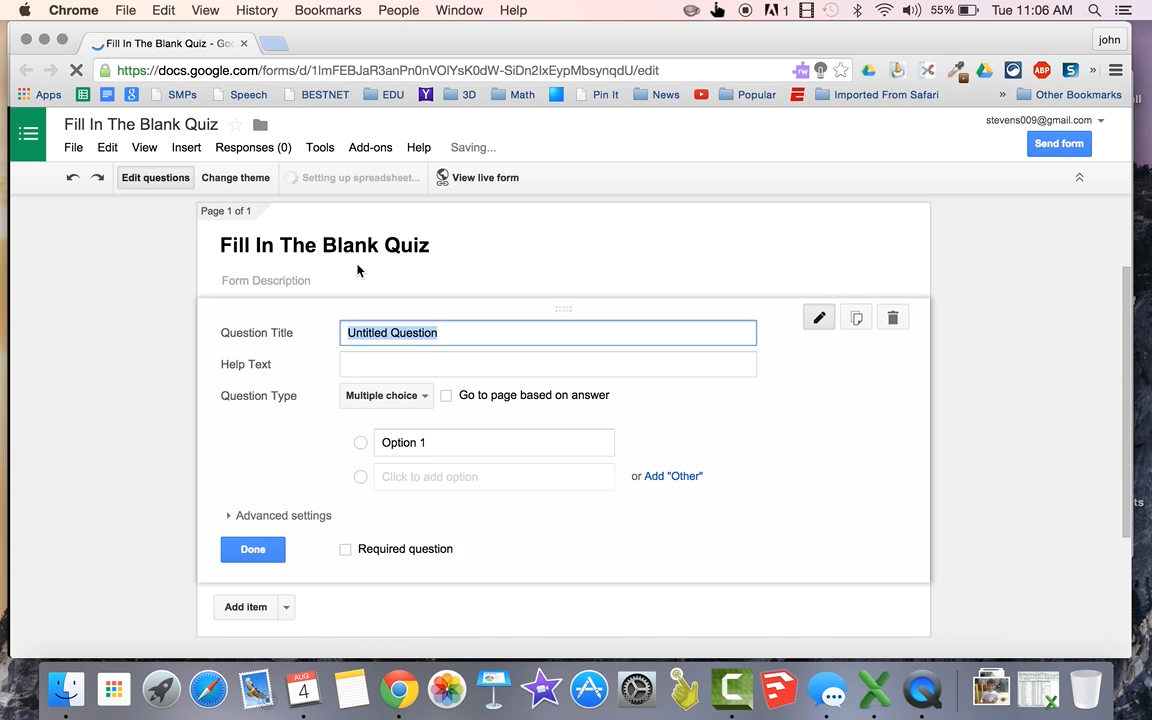 Chrome File Edit View History Bookmarks People Window Help 1 55% Tue 11:06 AM
Fill In The Blank Quiz - Goo john
https://docs.google.com/forms/d/1ImFEBJaR3anPn0nVOlYsK0dW-SiDn2lxEypMbsynqdU/edit
Apps SMPs Speech BESTNET EDU 3D Math Pin It News Popular Imported From Safari » Other Bookmarks
Fill In The Blank Quiz
stevens009@gmail.com
File Edit View Insert Responses (0) Tools Add-ons Help Saving...
Send form
Edit questions Change theme Setting up spreadsheet... View live form
Page 1 of 1
Fill In The Blank Quiz
Form Description
Question Title Untitled Question
Help Text
Question Type Multiple choice Go to page based on answer
Option 1
Click to add option or Add "Other"
Advanced settings
Done Required question
Add item
AUG
4